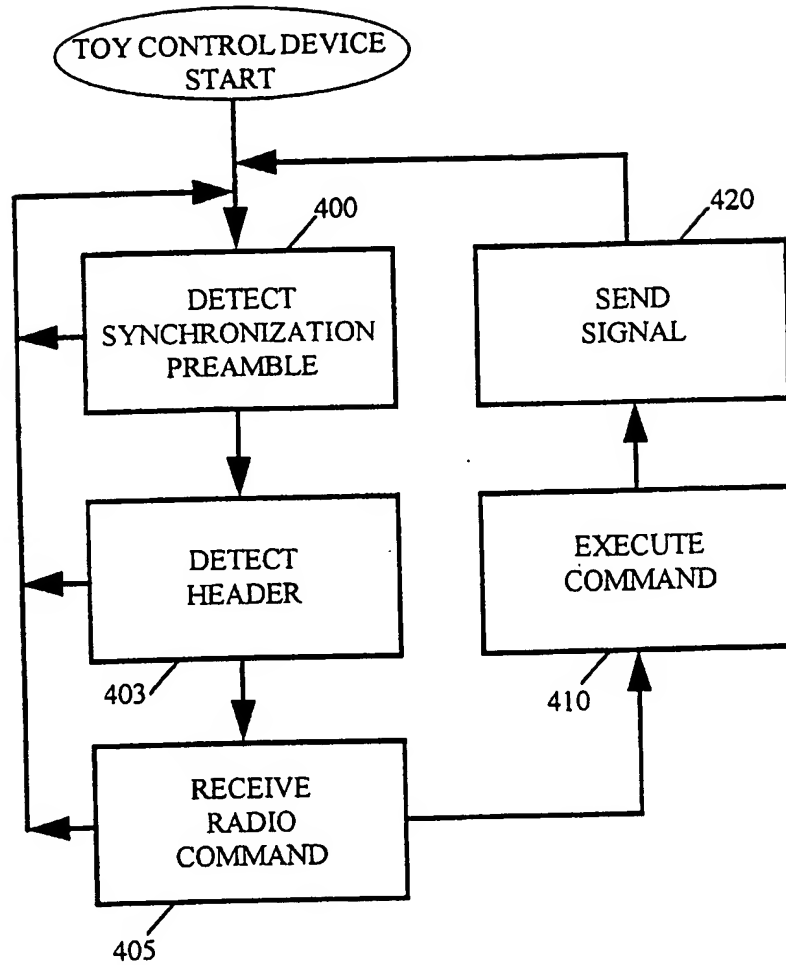 TOY CONTROL DEVICE
START
400
DETECT
SYNCHRONIZATION
PREAMBLE
DETECT
HEADER
403
RECEIVE
RADIO
COMMAND
405
420
SEND
SIGNAL
EXECUTE
COMMAND
410